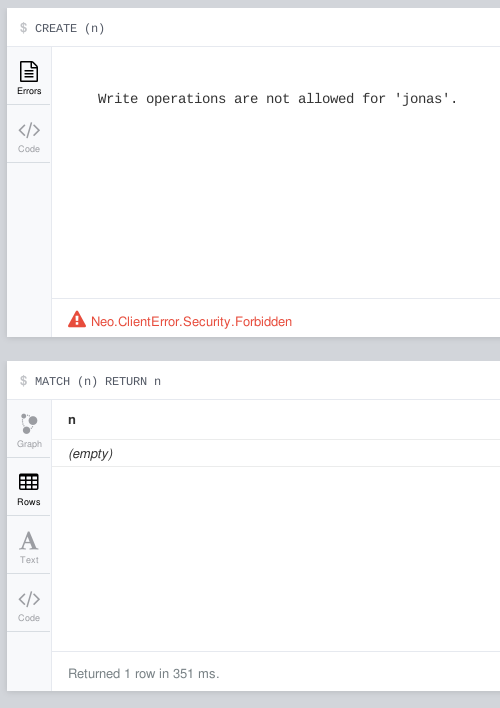 $ CREATE (n)
Errors
Write operations are not allowed for 'jonas'.
Code
Neo.ClientError.Security.Forbidden
$ MATCH (n) RETURN n
Graph
n
(empty)
Rows
Text
Code
Returned 1 row in 351 ms.